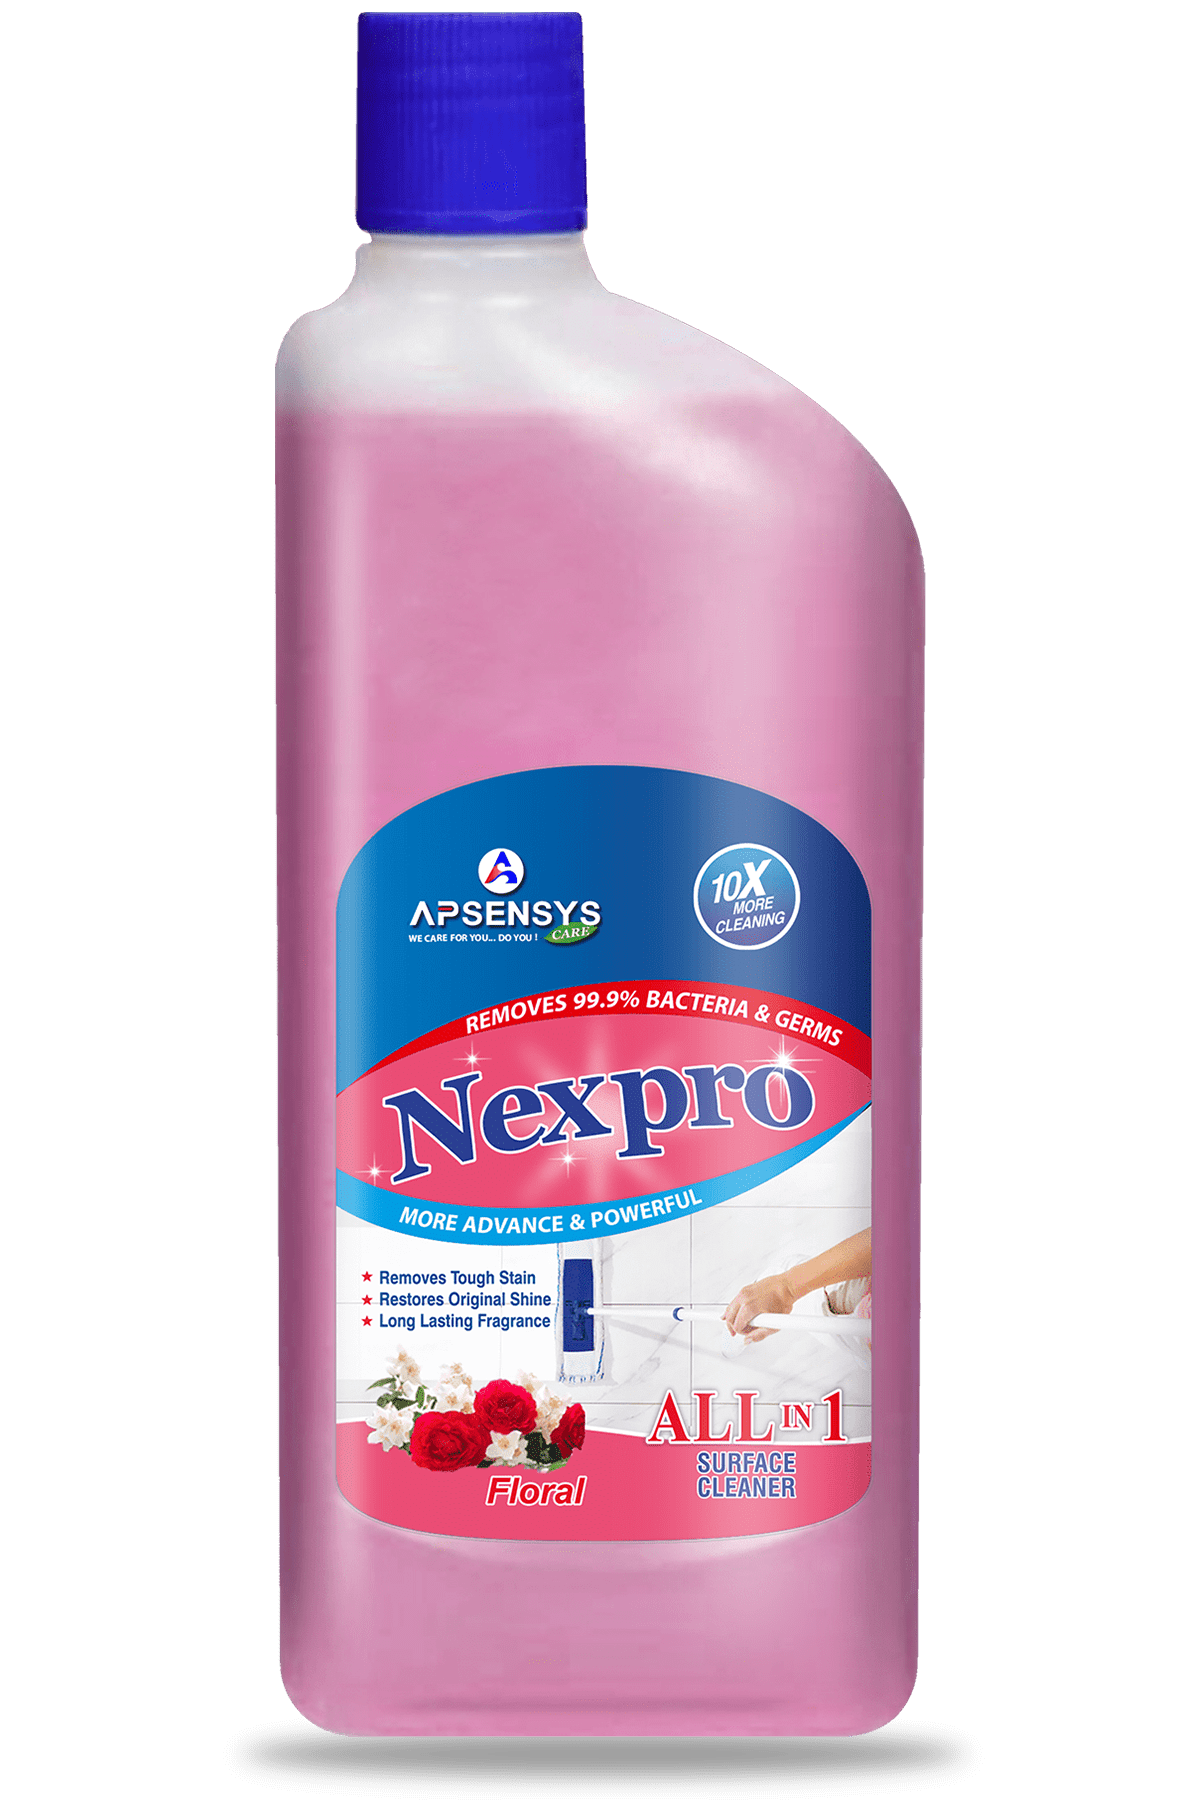 APSENSYS
WE CARE FOR YOU... DO YOU !
CARE
10X
MORE
CLEANING
REMOVES 99.9% BACTERIA & GERMS
Nexpro
MORE ADVANCE & POWERFUL
★ Removes Tough Stain
★ Restores Original Shine
★ Long Lasting Fragrance
Floral
ALL IN 1
SURFACE
CLEANER